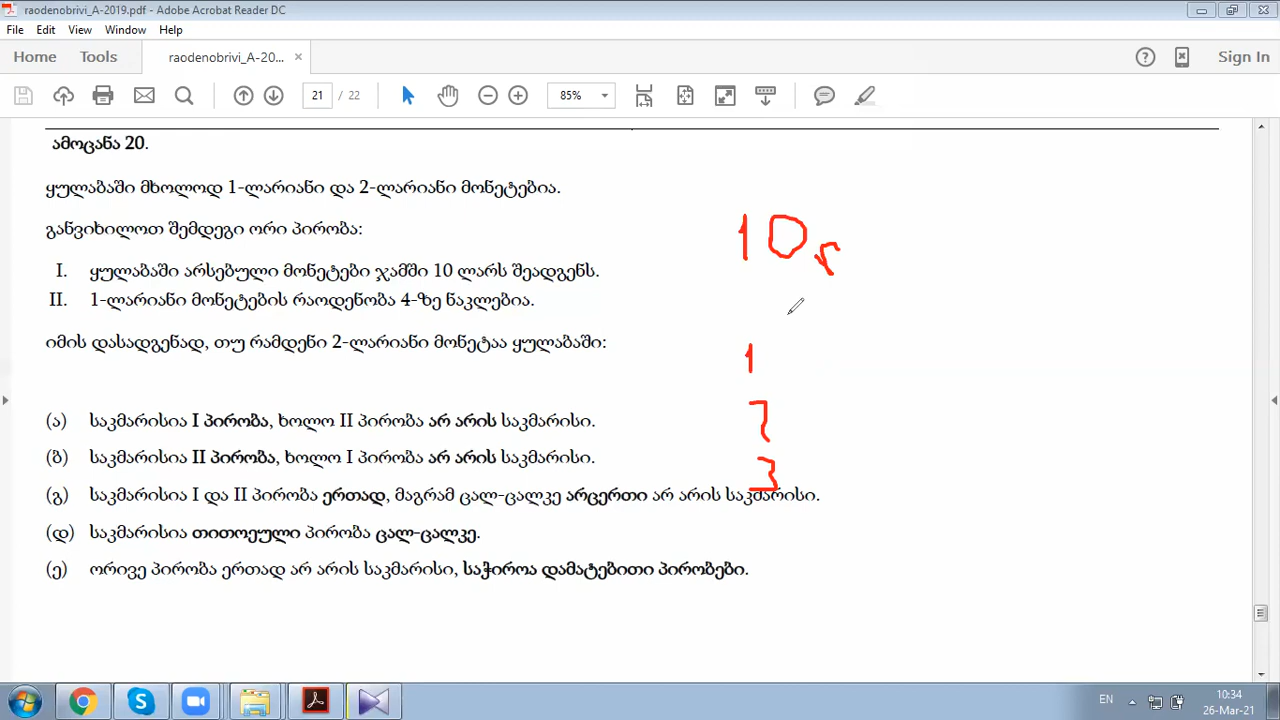 raodenobrivi_A-2019.pdf - Adobe Acrobat Reader DC
File Edit View Window Help
Home Tools raodenobrivi_A-20... × Sign In
21 / 22 85%
ამოცანა 20.
ყულაბაში მხოლოდ 1-ლარიანი და 2-ლარიანი მონეტებია.
განვიხილოთ შემდეგი ორი პირობა:
10
I. ყულაბაში არსებული მონეტები ჯამში 10 ლარს შეადგენს.
II. 1-ლარიანი მონეტების რაოდენობა 4-ზე ნაკლებია.
იმის დასადგენად, თუ რამდენი 2-ლარიანი მონეტაა ყულაბაში:
1
(ა) საკმარისია I პირობა, ხოლო II პირობა არ არის საკმარისი.
2
(ბ) საკმარისია II პირობა, ხოლო I პირობა არ არის საკმარისი.
3
(გ) საკმარისია I და II პირობა ერთად, მაგრამ ცალ-ცალკე არცერთი არ არის საკმარისი.
(დ) საკმარისია თითოეული პირობა ცალ-ცალკე.
(ე) ორივე პირობა ერთად არ არის საკმარისი, საჭიროა დამატებითი პირობები.
EN 10:34
26-Mar-21